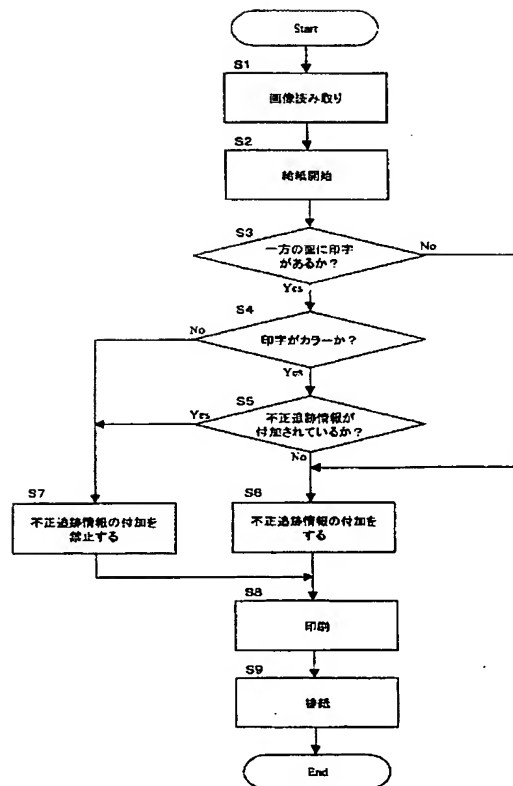 Start
S1
画像読み取り
S2
給紙開始
S3
一方の面に印字
があるか？
No
Yes
S4
No
印字がカラーか？
Yes
S5
Yes
不正追跡情報が
付加されているか？
No
S7
不正追跡情報の付加を
禁止する
S6
不正追跡情報の付加を
する
S8
印刷
S9
排紙
End